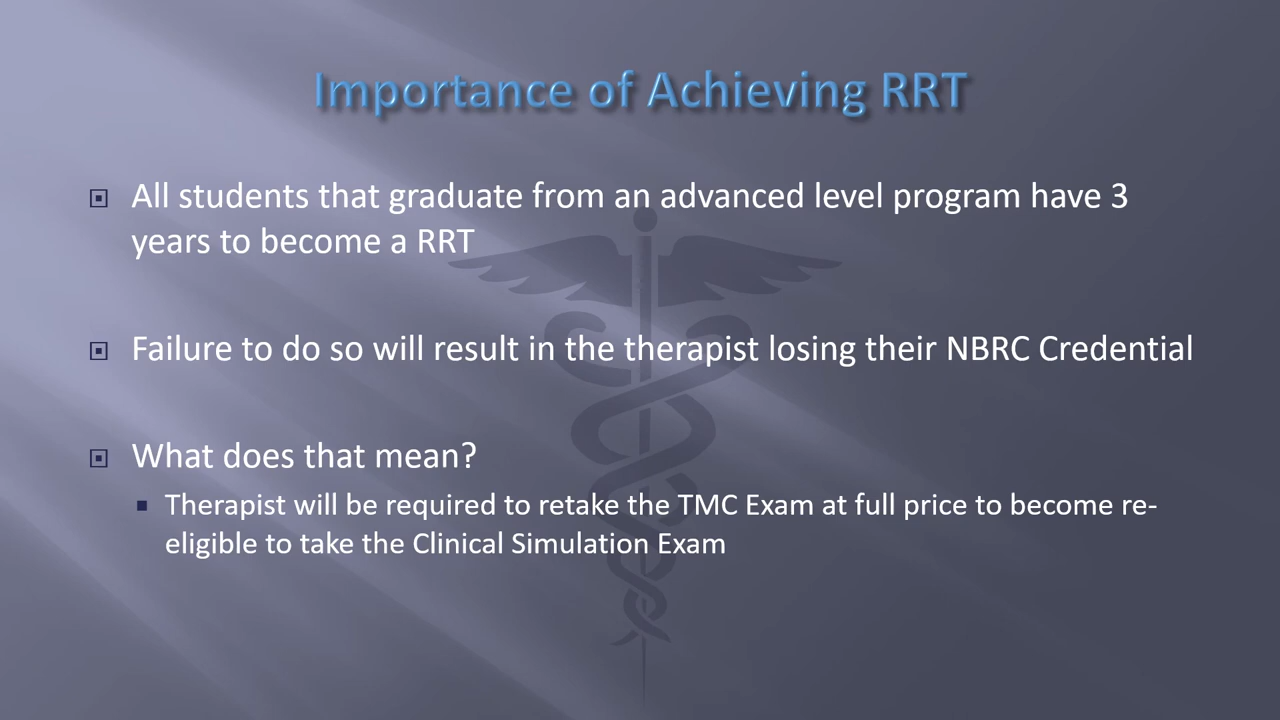 Importance of Achieving RRT
All students that graduate from an advanced level program have 3
years to become a RRT
Failure to do so will result in the therapist losing their NBRC Credential
What does that mean?
Therapist will be required to retake the TMC Exam at full price to become re-
eligible to take the Clinical Simulation Exam